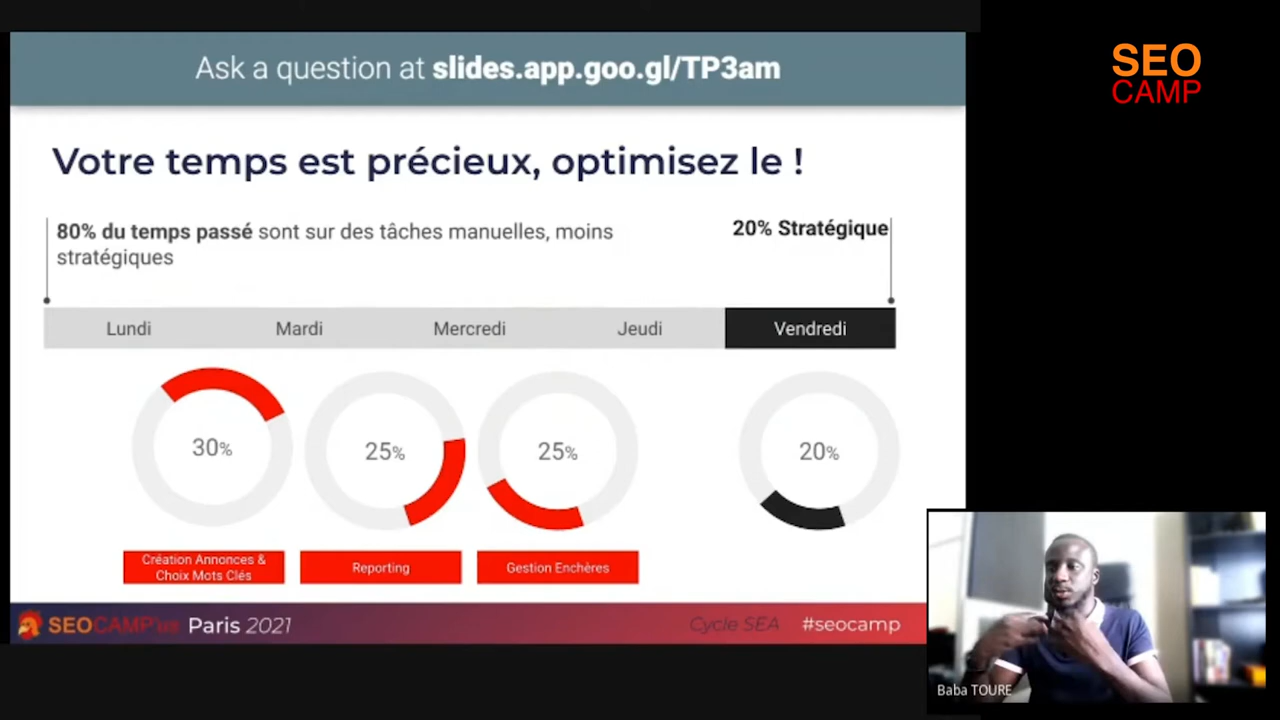 Ask a question at slides.app.goo.gl/TP3am
SEO
CAMP
Votre temps est précieux, optimisez le !
80% du temps passé sont sur des tâches manuelles, moins
stratégiques
20% Stratégique
Lundi Mardi Mercredi Jeudi Vendredi
30% 25% 25% 20%
Création Annonces &
Choix Mots Clés
Reporting
Gestion Enchères
SEOCAMP'us Paris 2021
Cycle SEA #seocamp
Baba TOURE